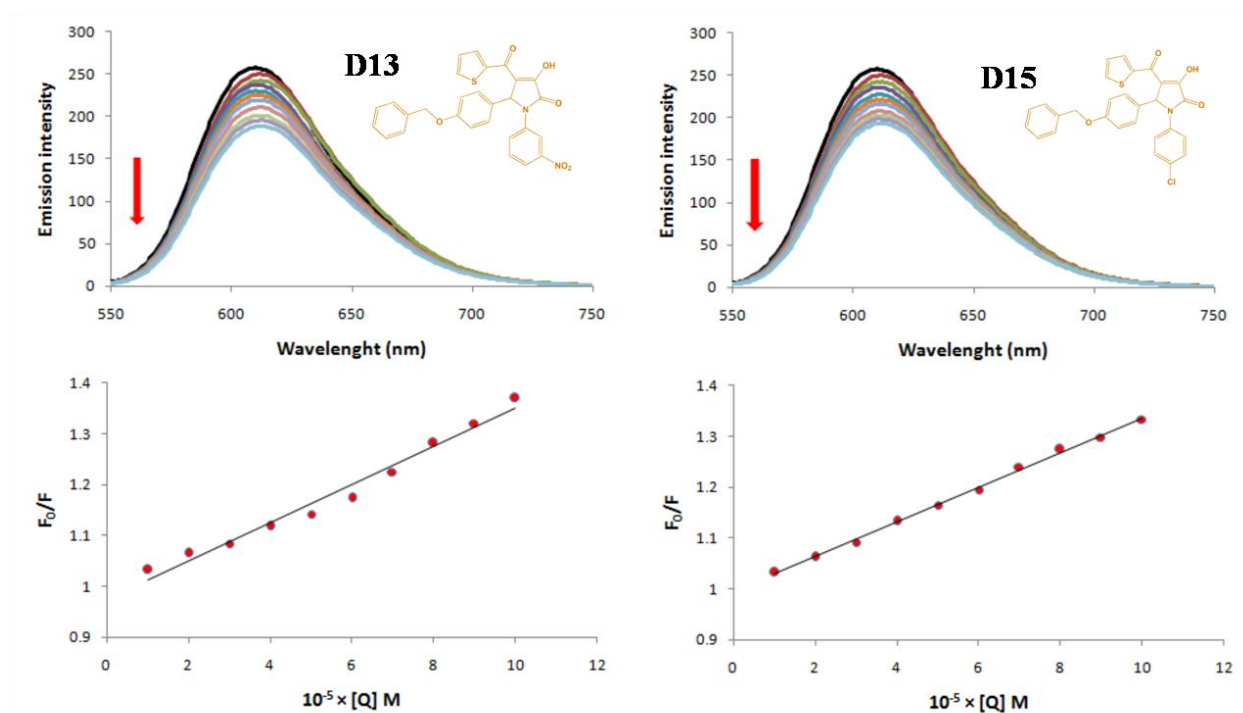 D13
Emission intensity
300
250
200
150
100
50
0
550
600
650
700
750
Wavelenght (nm)
O
OH
S
O
N
O
NO₂
D15
Emission intensity
300
250
200
150
100
50
0
550
600
650
700
750
Wavelenght (nm)
O
OH
S
O
N
O
Cl
F₀/F
1.4
1.3
1.2
1.1
1
0.9
0 2 4 6 8 10 12
10⁻⁵ × [Q] M
F₀/F
1.4
1.3
1.2
1.1
1
0.9
0 2 4 6 8 10 12
10⁻⁵ × [Q] M